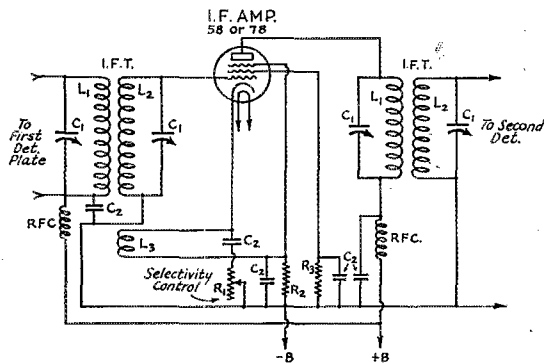 I.F. AMP.
58 or 78
I.F.T.
I.F.T.
L1
L2
L1
L2
C1
C1
C1
C1
To
First
Det.
Plate
To Second
Det.
C2
RFC
L3
C2
RFC.
Selectivity
Control
R1
C2
R2
R3
C2
-B
+B